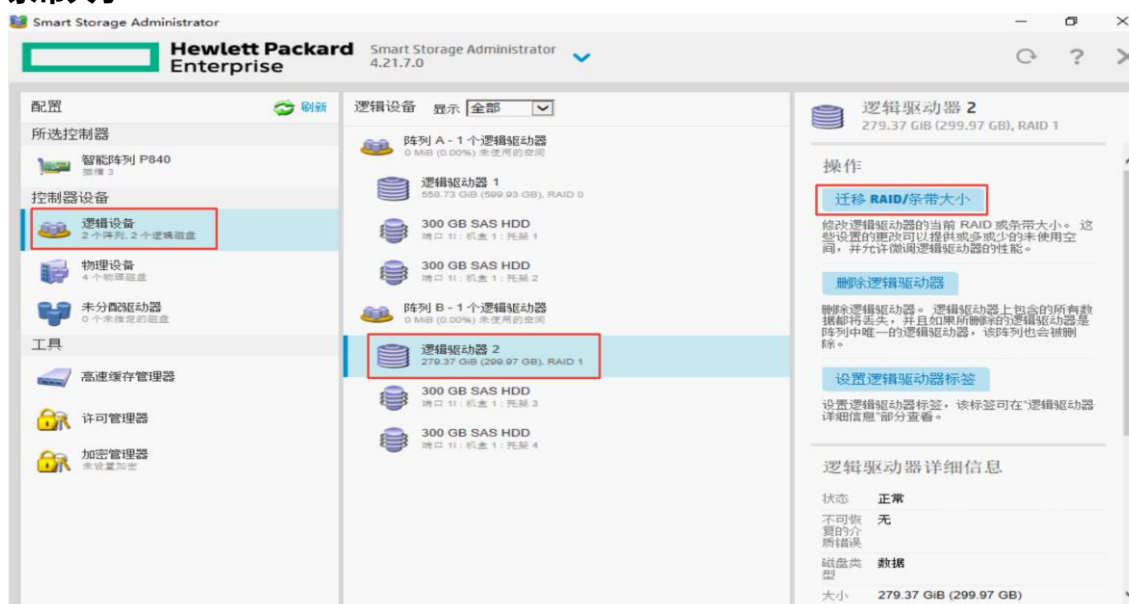 Smart Storage Administrator
Hewlett Packard
Enterprise
Smart Storage Administrator
4.21.7.0
配置
刷新
所选控制器
智能阵列 P840
插槽 3
控制器设备
逻辑设备
2 个阵列, 2 个逻辑磁盘
物理设备
4 个物理磁盘
未分配驱动器
0 个未指定的磁盘
工具
高速缓存管理器
许可管理器
加密管理器
未设置加密
逻辑设备 显示 全部
阵列 A - 1 个逻辑驱动器
0 MiB (0.00%) 未使用的空间
逻辑驱动器 1
558.73 GiB (599.93 GB), RAID 0
300 GB SAS HDD
端口 1I : 机盒 1 : 托架 1
300 GB SAS HDD
端口 1I : 机盒 1 : 托架 2
阵列 B - 1 个逻辑驱动器
0 MiB (0.00%) 未使用的空间
逻辑驱动器 2
279.37 GiB (299.97 GB), RAID 1
300 GB SAS HDD
端口 1I : 机盒 1 : 托架 3
300 GB SAS HDD
端口 1I : 机盒 1 : 托架 4
逻辑驱动器 2
279.37 GiB (299.97 GB), RAID 1
操作
迁移 RAID/条带大小
修改逻辑驱动器的当前 RAID 或条带大小。 这
些设置的更改可以提供或多或少的未使用空
间，并允许微调逻辑驱动器的性能。
删除逻辑驱动器
删除逻辑驱动器。 逻辑驱动器上包含的所有数
据都将丢失，并且如果所删除的逻辑驱动器是
阵列中唯一的逻辑驱动器，该阵列也会被删
除。
设置逻辑驱动器标签
设置逻辑驱动器标签，该标签可在"逻辑驱动器
详细信息"部分查看。
逻辑驱动器详细信息
状态 正常
不可恢 无
复的介
质错误
磁盘类 数据
型
大小 279.37 GiB (299.97 GB)